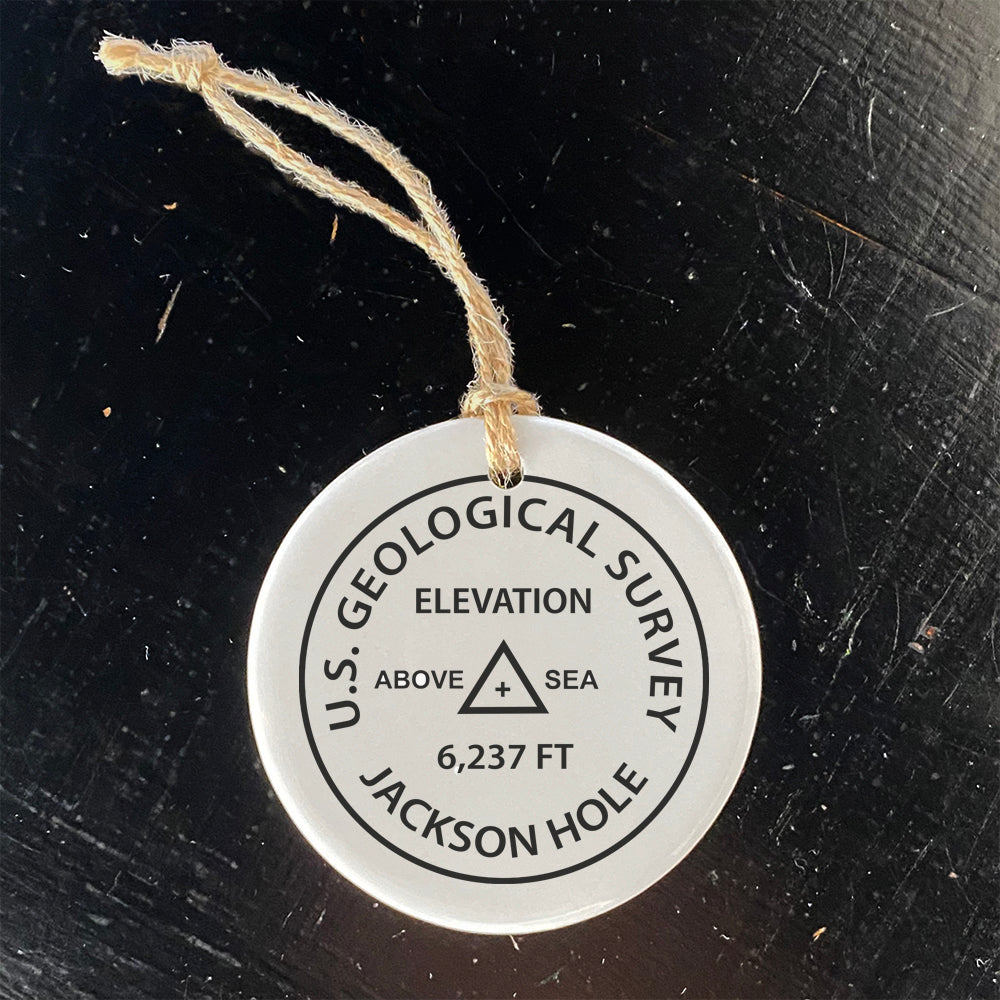 U.S. GEOLOGICAL SURVEY
ELEVATION
ABOVE + SEA
6,237 FT
JACKSON HOLE